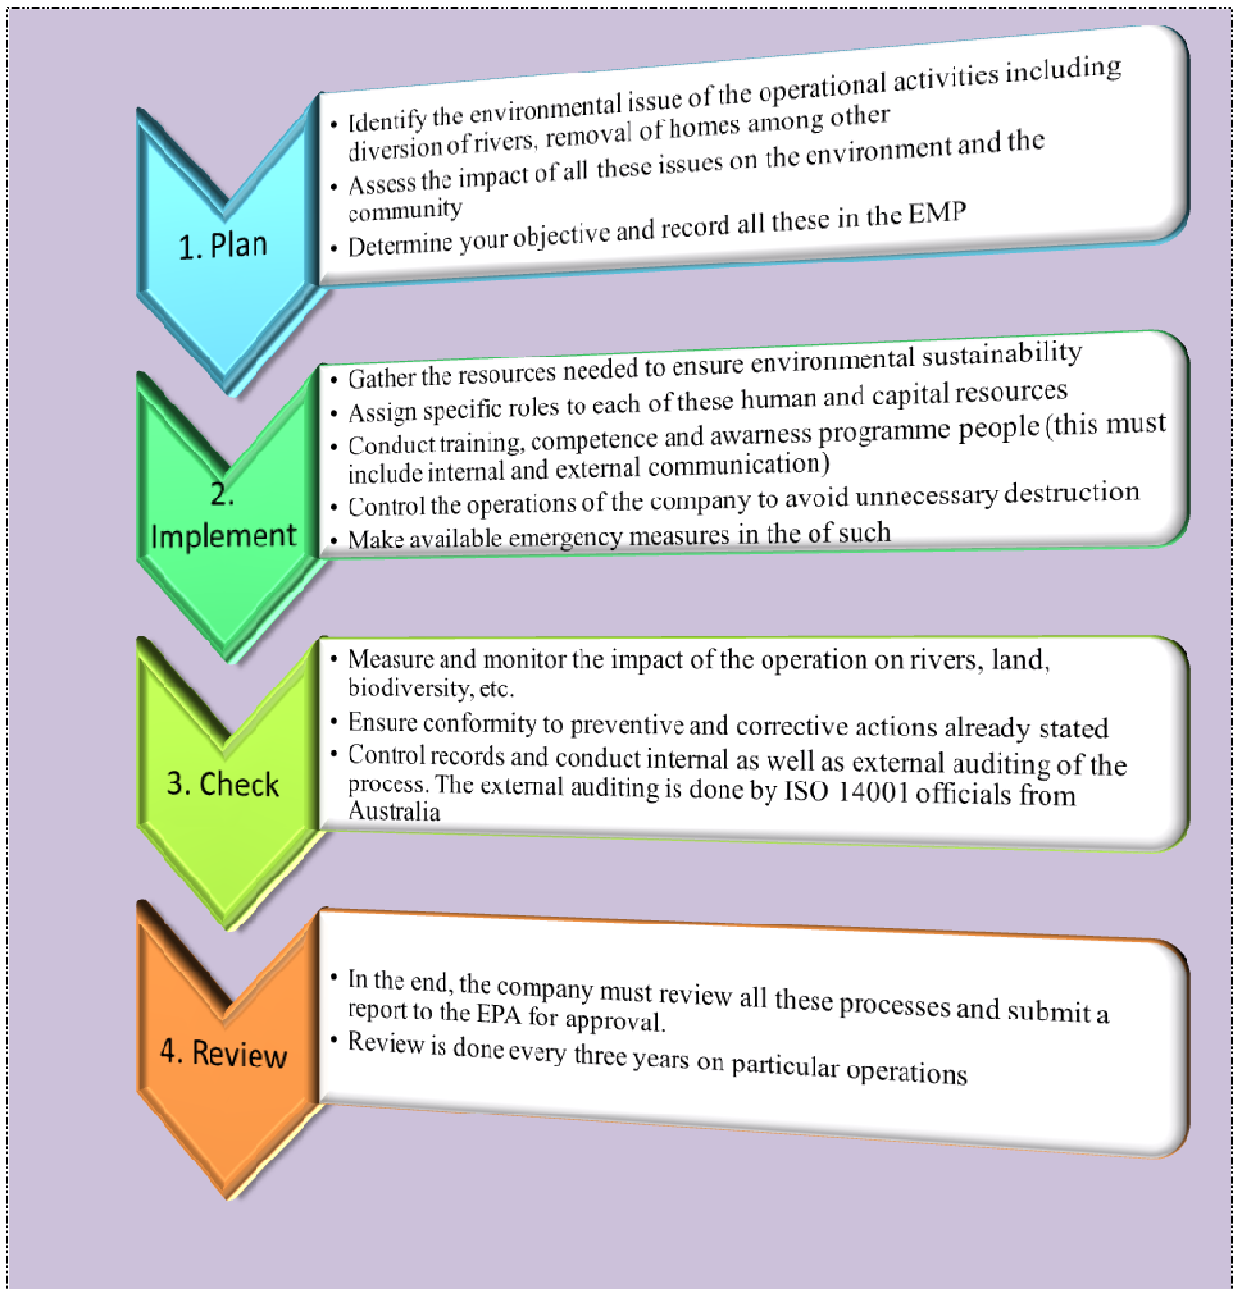 1. Plan
• Identify the environmental issue of the operational activities including
diversion of rivers, removal of homes among other
• Assess the impact of all these issues on the environment and the
community
• Determine your objective and record all these in the EMP
2.
Implement
• Gather the resources needed to ensure environmental sustainability
• Assign specific roles to each of these human and capital resources
• Conduct training, competence and awarness programme people (this must
include internal and external communication)
• Control the operations of the company to avoid unnecessary destruction
• Make available emergency measures in the of such
3. Check
• Measure and monitor the impact of the operation on rivers, land,
biodiversity, etc.
• Ensure conformity to preventive and corrective actions already stated
• Control records and conduct internal as well as external auditing of the
process. The external auditing is done by ISO 14001 officials from
Australia
4. Review
• In the end, the company must review all these processes and submit a
report to the EPA for approval.
• Review is done every three years on particular operations